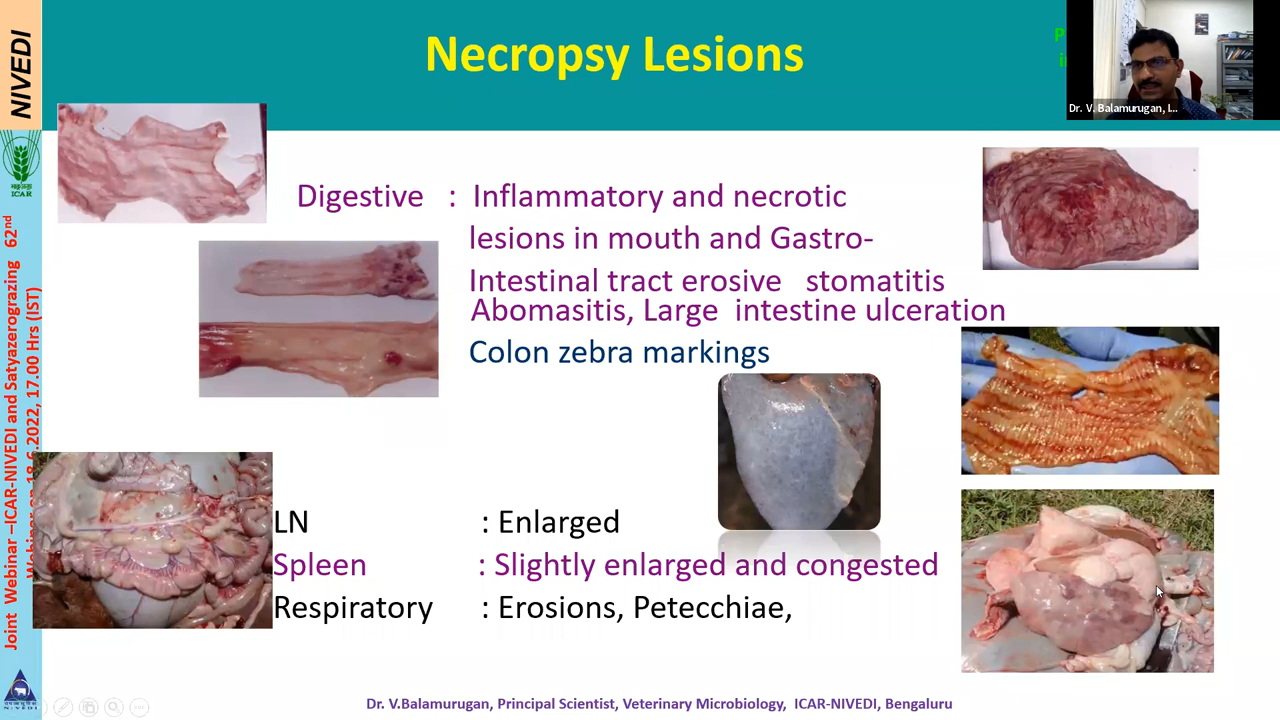 Necropsy Lesions
NIVEDI
ICAR
Joint Webinar –ICAR-NIVEDI and Satyazerograzing 62nd
2022, 17.00 Hrs (IST)
Dr. V. Balamurugan, I...
Digestive : Inflammatory and necrotic
lesions in mouth and Gastro-
Intestinal tract erosive stomatitis
Abomasitis, Large intestine ulceration
Colon zebra markings
LN : Enlarged
Spleen : Slightly enlarged and congested
Respiratory : Erosions, Petecchiae,
Dr. V.Balamurugan, Principal Scientist, Veterinary Microbiology, ICAR-NIVEDI, Bengaluru